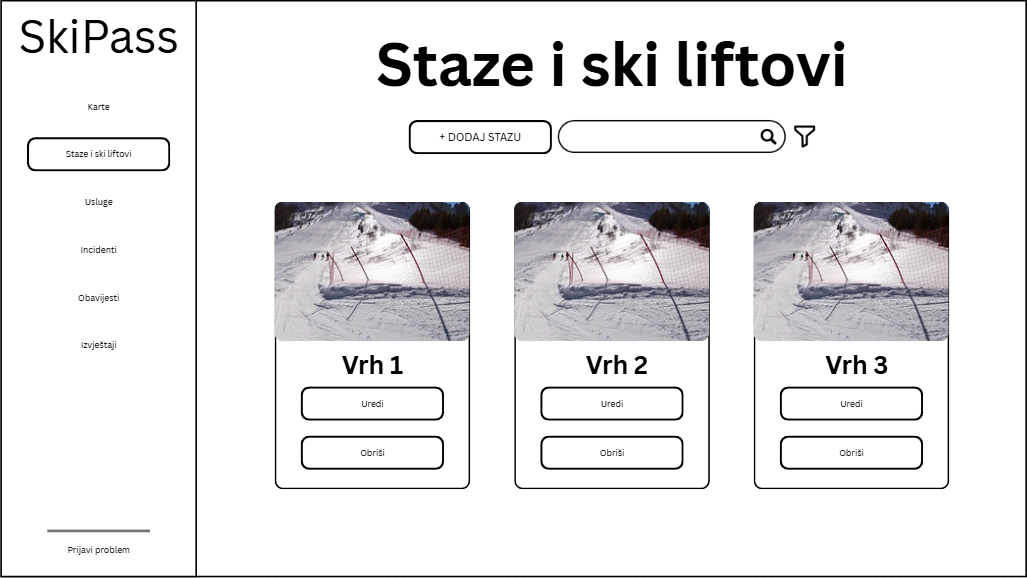 SkiPass
Karte
Staze i ski liftovi
Usluge
Incidenti
Obavijesti
Izvještaji
Prijavi problem
Staze i ski liftovi
+ DODAJ STAZU
Vrh 1
Uredi
Obriši
Vrh 2
Uredi
Obriši
Vrh 3
Uredi
Obriši